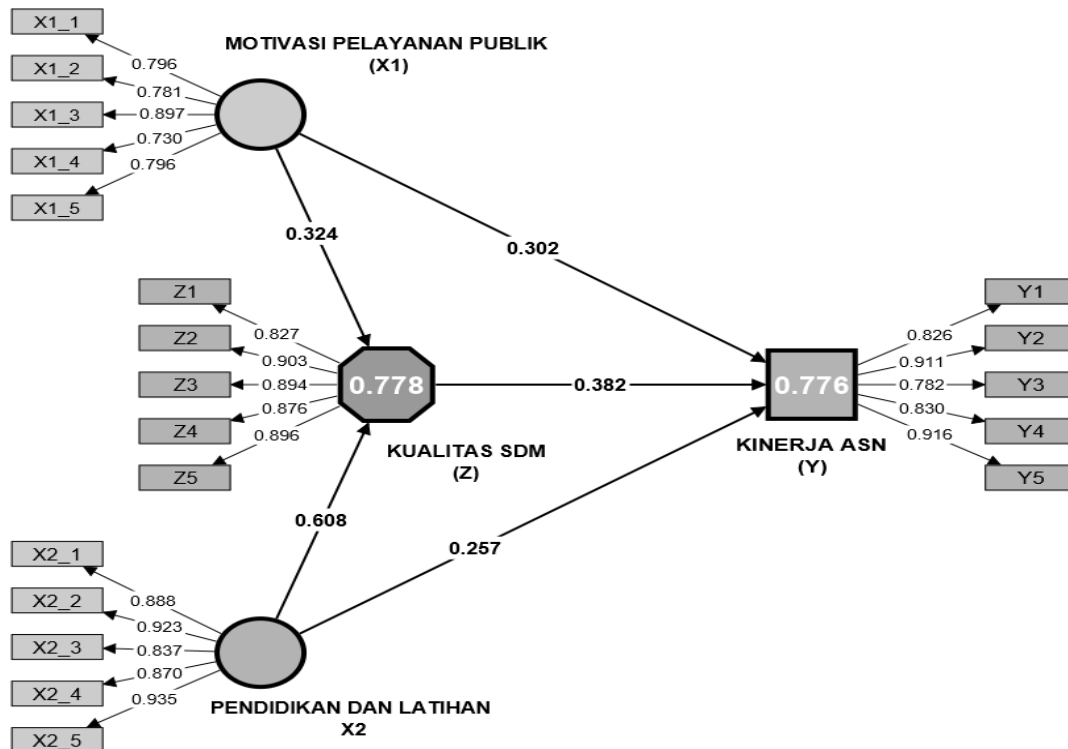 X1_1
X1_2
X1_3
X1_4
X1_5
0.796
0.781
0.897
0.730
0.796
MOTIVASI PELAYANAN PUBLIK
(X1)
0.324
0.302
Z1
Z2
Z3
Z4
Z5
0.827
0.903
0.894
0.876
0.896
0.778
KUALITAS SDM
(Z)
0.382
0.776
KINERJA ASN
(Y)
0.826
0.911
0.782
0.830
0.916
Y1
Y2
Y3
Y4
Y5
0.608
0.257
X2_1
X2_2
X2_3
X2_4
X2_5
0.888
0.923
0.837
0.870
0.935
PENDIDIKAN DAN LATIHAN
X2